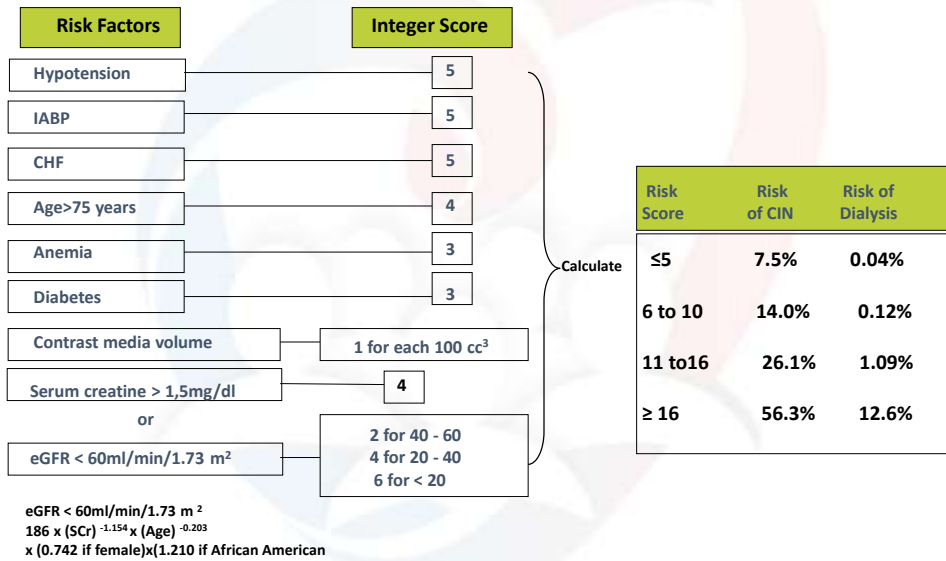 Risk Factors Integer Score
Hypotension 5
IABP 5
CHF 5
Age>75 years 4
Anemia 3
Diabetes 3
Contrast media volume 1 for each 100 cc³
Serum creatine > 1,5mg/dl 4
or
eGFR < 60ml/min/1.73 m² 2 for 40 - 60
4 for 20 - 40
6 for < 20
Calculate
Risk Score Risk of CIN Risk of Dialysis
≤5 7.5% 0.04%
6 to 10 14.0% 0.12%
11 to16 26.1% 1.09%
≥ 16 56.3% 12.6%
eGFR < 60ml/min/1.73 m ²
186 x (SCr) ⁻¹·¹⁵⁴ x (Age) ⁻⁰·²⁰³
x (0.742 if female)x(1.210 if African American